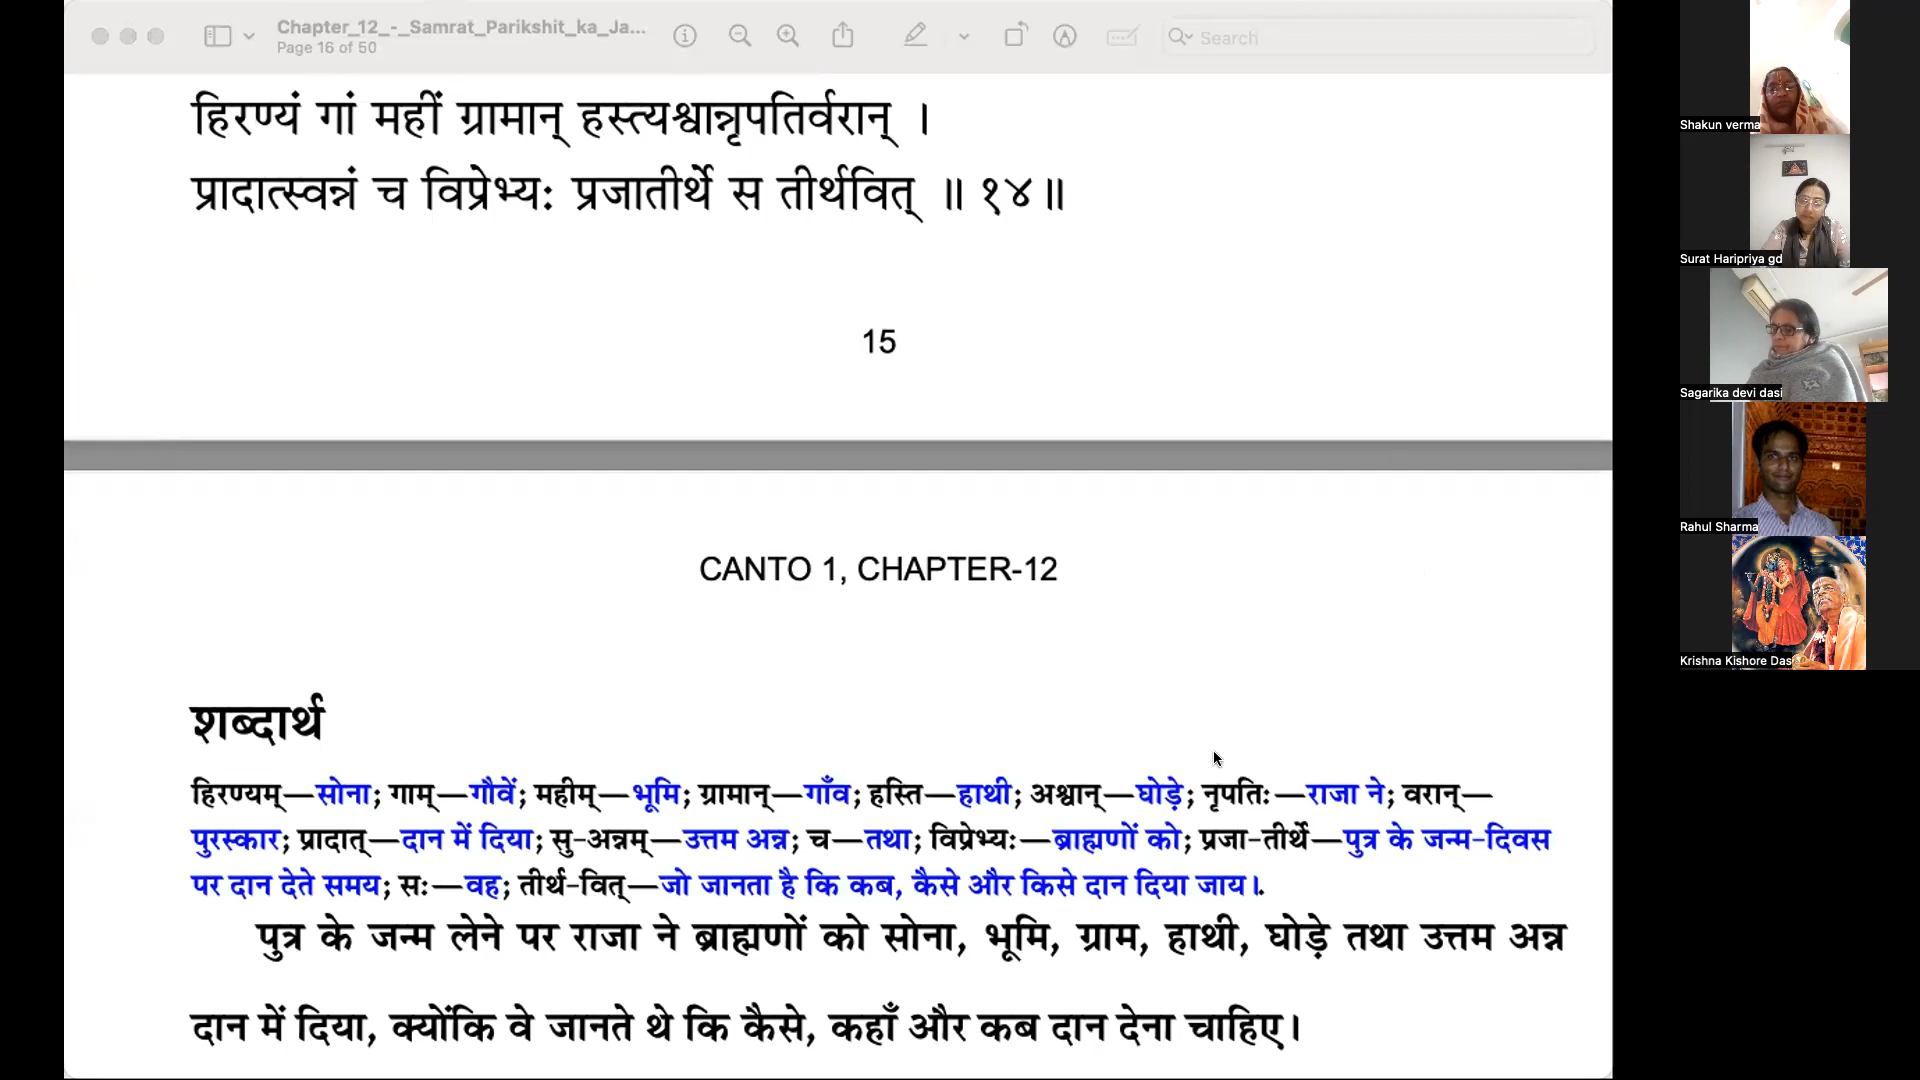 Chapter_12_-_Samrat_Parikshit_ka_Ja...
Page 16 of 50
Search
हिरण्यं गां महीं ग्रामान् हस्त्यश्वान्नृपतिर्वरान् ।
प्रादात्स्वन्नं च विप्रेभ्यः प्रजातीर्थे स तीर्थवित् ॥ १४॥
15
CANTO 1, CHAPTER-12
शब्दार्थ
हिरण्यम्—सोना; गाम्—गौवें; महीम्—भूमि; ग्रामान्—गाँव; हस्ति—हाथी; अश्वान्—घोड़े; नृपतिः—राजा ने; वरान्—
पुरस्कार; प्रादात्—दान में दिया; सु-अन्नम्—उत्तम अन्न; च—तथा; विप्रेभ्यः—ब्राह्मणों को; प्रजा-तीर्थे—पुत्र के जन्म-दिवस
पर दान देते समय; सः—वह; तीर्थ-वित्—जो जानता है कि कब, कैसे और किसे दान दिया जाय।.
पुत्र के जन्म लेने पर राजा ने ब्राह्मणों को सोना, भूमि, ग्राम, हाथी, घोड़े तथा उत्तम अन्न
दान में दिया, क्योंकि वे जानते थे कि कैसे, कहाँ और कब दान देना चाहिए।
Shakun verma
Surat Haripriya gd
Sagarika devi dasi
Rahul Sharma
Krishna Kishore Das